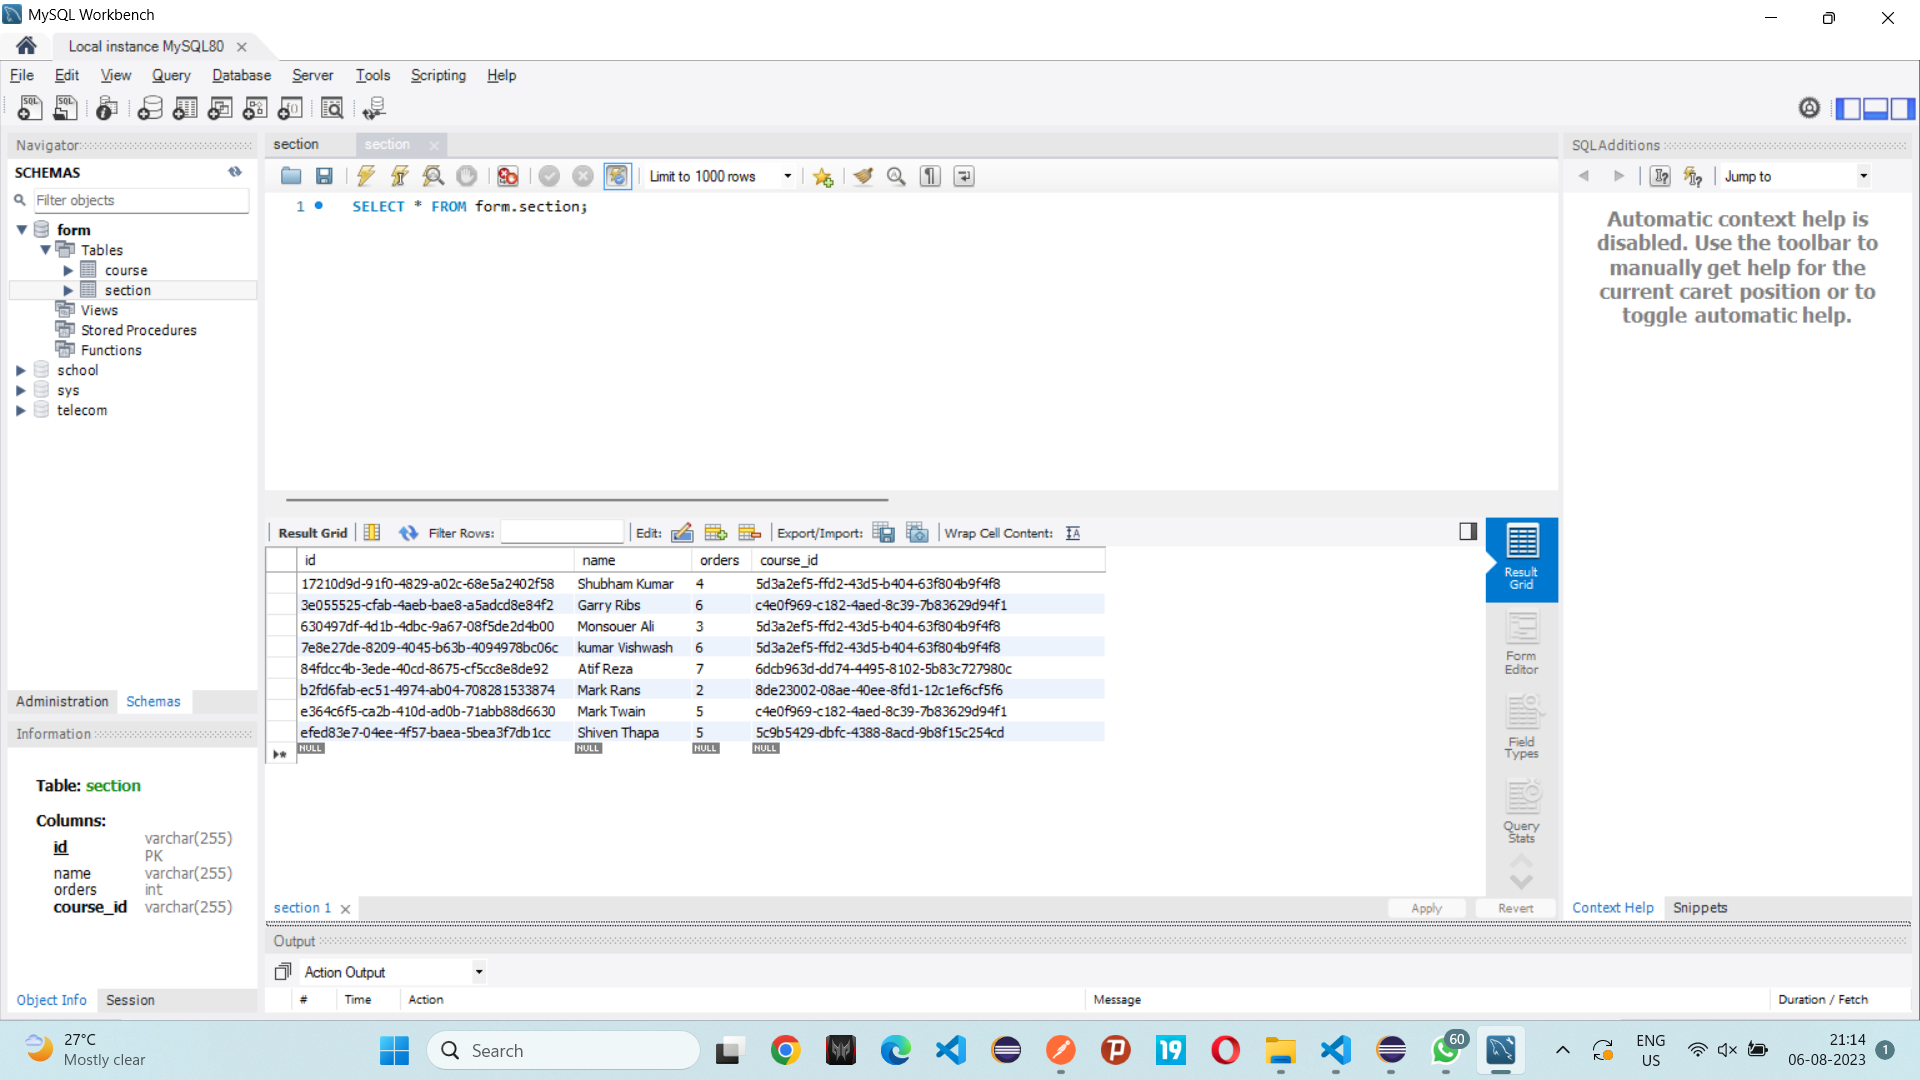 MySQL Workbench
Local instance MySQL80
File Edit View Query Database Server Tools Scripting Help
Navigator
SCHEMAS
Filter objects
form
Tables
course
section
Views
Stored Procedures
Functions
school
sys
telecom
Administration Schemas
Information
Table: section
Columns:
id varchar(255) PK
name varchar(255)
orders int
course_id varchar(255)
Object Info Session
section section
Limit to 1000 rows
1 SELECT * FROM form.section;
Result Grid Filter Rows: Edit: Export/Import: Wrap Cell Content:
id name orders course_id
17210d9d-91f0-4829-a02c-68e5a2402f58 Shubham Kumar 4 5d3a2ef5-ffd2-43d5-b404-63f804b9f4f8
3e055525-cfab-4aeb-bae8-a5adcd8e84f2 Garry Ribs 6 c4e0f969-c182-4aed-8c39-7b83629d94f1
630497df-4d1b-4dbc-9a67-08f5de2d4b00 Monsouer Ali 3 5d3a2ef5-ffd2-43d5-b404-63f804b9f4f8
7e8e27de-8209-4045-b63b-4094978bc06c kumar Vishwash 6 5d3a2ef5-ffd2-43d5-b404-63f804b9f4f8
84fdcc4b-3ede-40cd-8675-cf5cc8e8de92 Atif Reza 7 6dcb963d-dd74-4495-8102-5b83c727980c
b2fd6fab-ec51-4974-ab04-708281533874 Mark Rans 2 8de23002-08ae-40ee-8fd1-12c1ef6cf5f6
e364c6f5-ca2b-410d-ad0b-71abb88d6630 Mark Twain 5 c4e0f969-c182-4aed-8c39-7b83629d94f1
efed83e7-04ee-4f57-baea-5bea3f7db1cc Shiven Thapa 5 5c9b5429-dbfc-4388-8acd-9b8f15c254cd
NULL NULL NULL NULL
Result
Grid
Form
Editor
Field
Types
Query
Stats
section 1 Apply Revert
Output
Action Output
# Time Action Message Duration / Fetch
SQLAdditions
Jump to
Automatic context help is
disabled. Use the toolbar to
manually get help for the
current caret position or to
toggle automatic help.
Context Help Snippets
27°C
Mostly clear
Search
19
60
ENG
US
21:14
06-08-2023
1